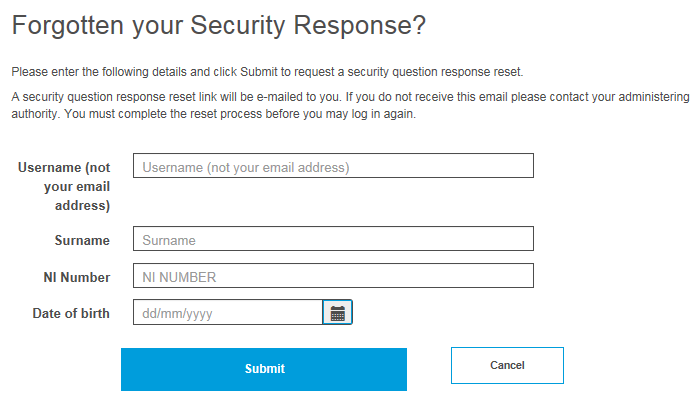 Forgotten your Security Response?
Please enter the following details and click Submit to request a security question response reset.
A security question response reset link will be e-mailed to you. If you do not receive this email please contact your administering
authority. You must complete the reset process before you may log in again.
Username (not
your email
address)
Username (not your email address)
Surname
Surname
NI Number
NI NUMBER
Date of birth
dd/mm/yyyy
Submit
Cancel